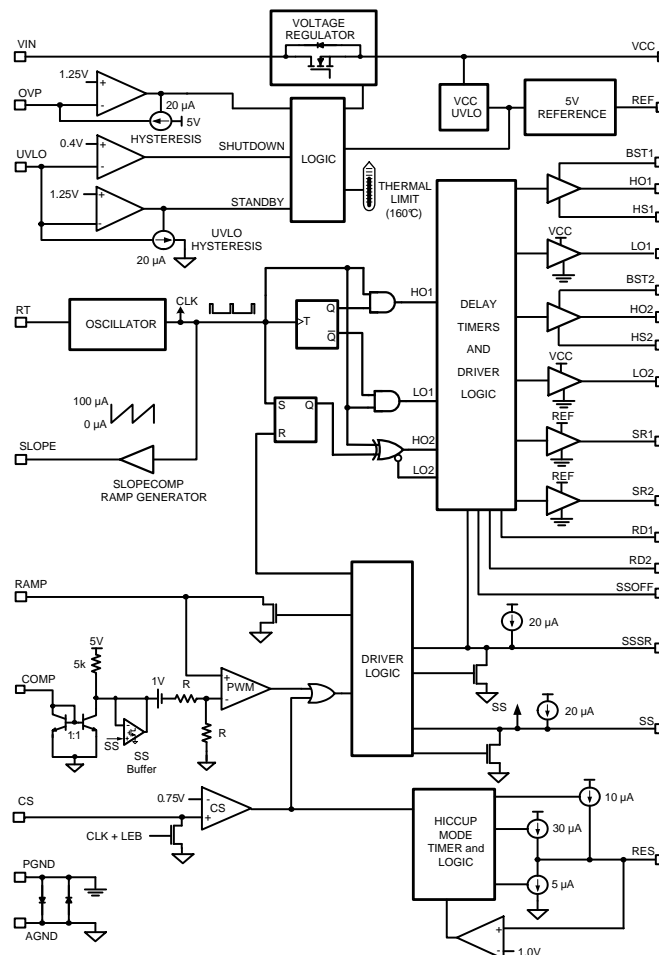 VOLTAGE
REGULATOR
VIN
VCC
1.25V
OVP
20 µA
5V
HYSTERESIS
VCC
UVLO
5V
REFERENCE
REF
0.4V
UVLO
SHUTDOWN
LOGIC
THERMAL
LIMIT
(160°C)
1.25V
STANDBY
UVLO
HYSTERESIS
20 µA
BST1
HO1
HS1
VCC
LO1
BST2
HO2
HS2
VCC
LO2
REF
SR1
REF
SR2
RD1
RD2
SSOFF
RT
OSCILLATOR
CLK
>T
Q
Q
HO1
LO1
HO2
LO2
DELAY
TIMERS
AND
DRIVER
LOGIC
S
Q
R
100 µA
0 µA
SLOPE
SLOPECOMP
RAMP GENERATOR
RAMP
DRIVER
LOGIC
20 µA
SSSR
SS
20 µA
SS
5V
5k
COMP
1V
R
PWM
R
1:1
SS
SS
Buffer
0.75V
CS
CS
CLK + LEB
HICCUP
MODE
TIMER and
LOGIC
10 µA
30 µA
RES
5 µA
1.0V
PGND
AGND
+
-
+
-
+
-
+
-
-
+
+
-
-
+